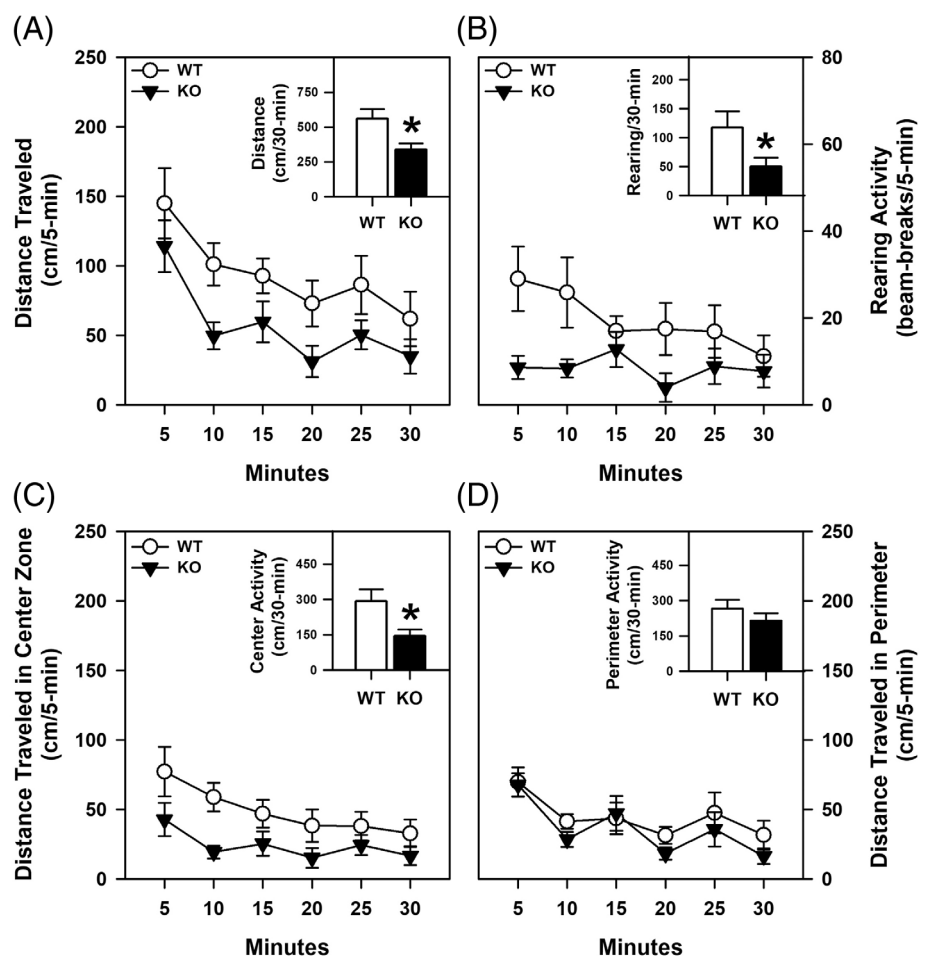 (A)
Distance Traveled
(cm/5-min)
250
200
150
100
50
0
WT
KO
Distance
(cm/30-min)
750
500
250
0
*
WT KO
5 10 15 20 25 30
Minutes
(B)
WT
KO
Rearing/30-min
200
150
100
50
0
*
WT KO
80
60
40
20
0
Rearing Activity
(beam-breaks/5-min)
5 10 15 20 25 30
Minutes
(C)
Distance Traveled in Center Zone
(cm/5-min)
250
200
150
100
50
0
WT
KO
Center Activity
(cm/30-min)
450
300
150
0
*
WT KO
5 10 15 20 25 30
Minutes
(D)
WT
KO
Perimeter Activity
(cm/30-min)
450
300
150
0
WT KO
250
200
150
100
50
0
Distance Traveled in Perimeter
(cm/5-min)
5 10 15 20 25 30
Minutes